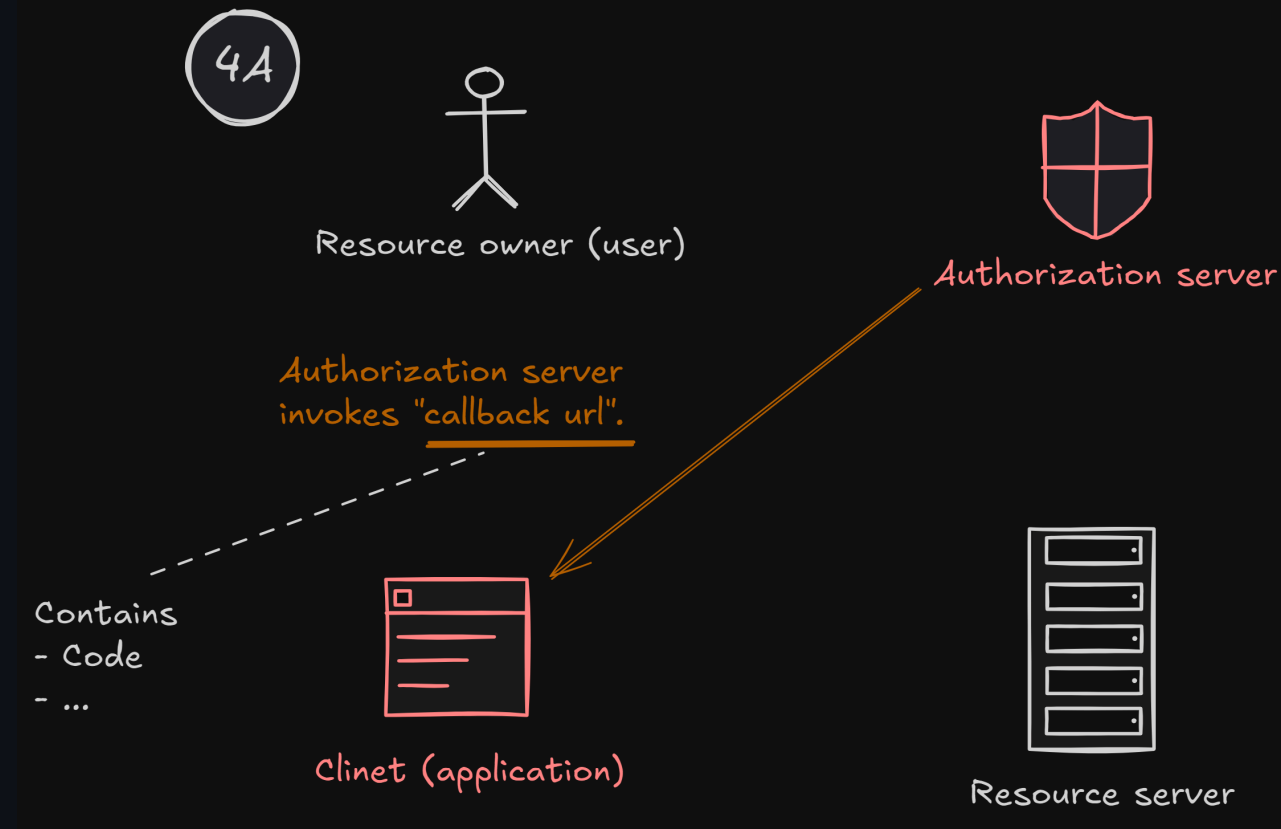 4A
Resource owner (user)
Authorization server
Authorization server
invokes "callback url".
Contains
- Code
- ...
Clinet (application)
Resource server